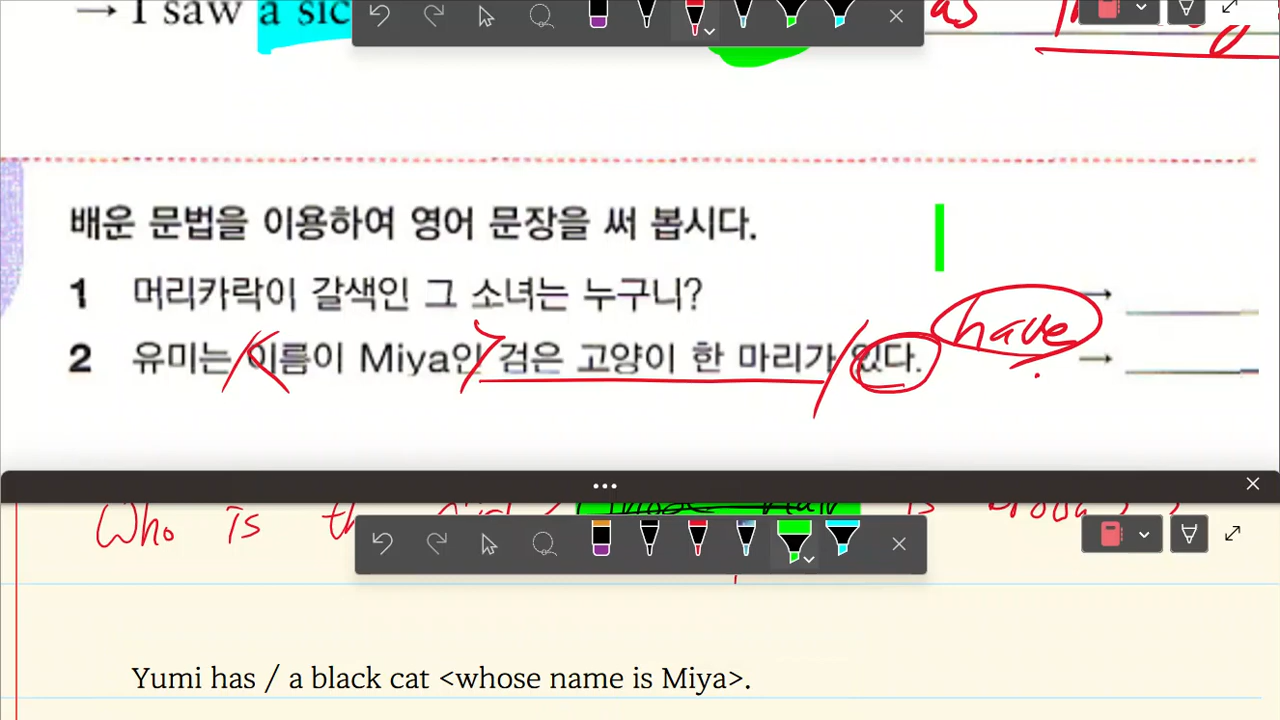 → I saw a sic
배운 문법을 이용하여 영어 문장을 써 봅시다.
1 머리카락이 갈색인 그 소녀는 누구니? →
have
2 유미는 이름이 Miya인 검은 고양이 한 마리가 있다. →
Who is
Yumi has / a black cat <whose name is Miya>.